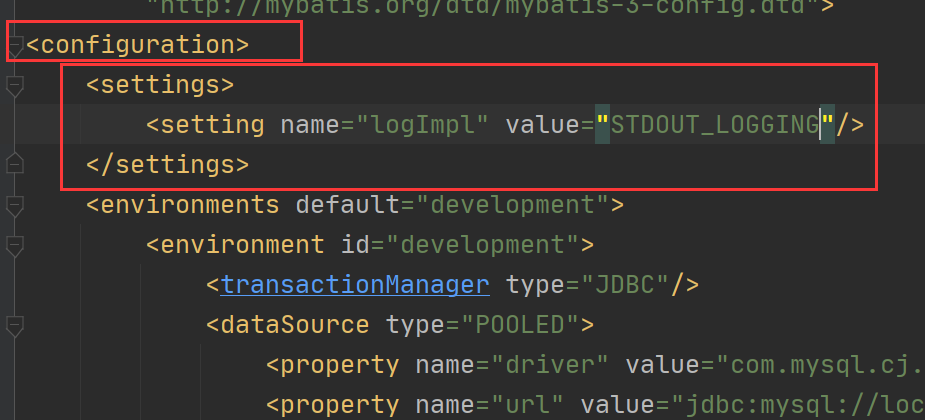 "http://mybatis.org/dtd/mybatis-3-config.dtd">
<configuration>
<settings>
<setting name="logImpl" value="STDOUT_LOGGING"/>
</settings>
<environments default="development">
<environment id="development">
<transactionManager type="JDBC"/>
<dataSource type="POOLED">
<property name="driver" value="com.mysql.cj.
<property name="url" value="jdbc:mysql://loc